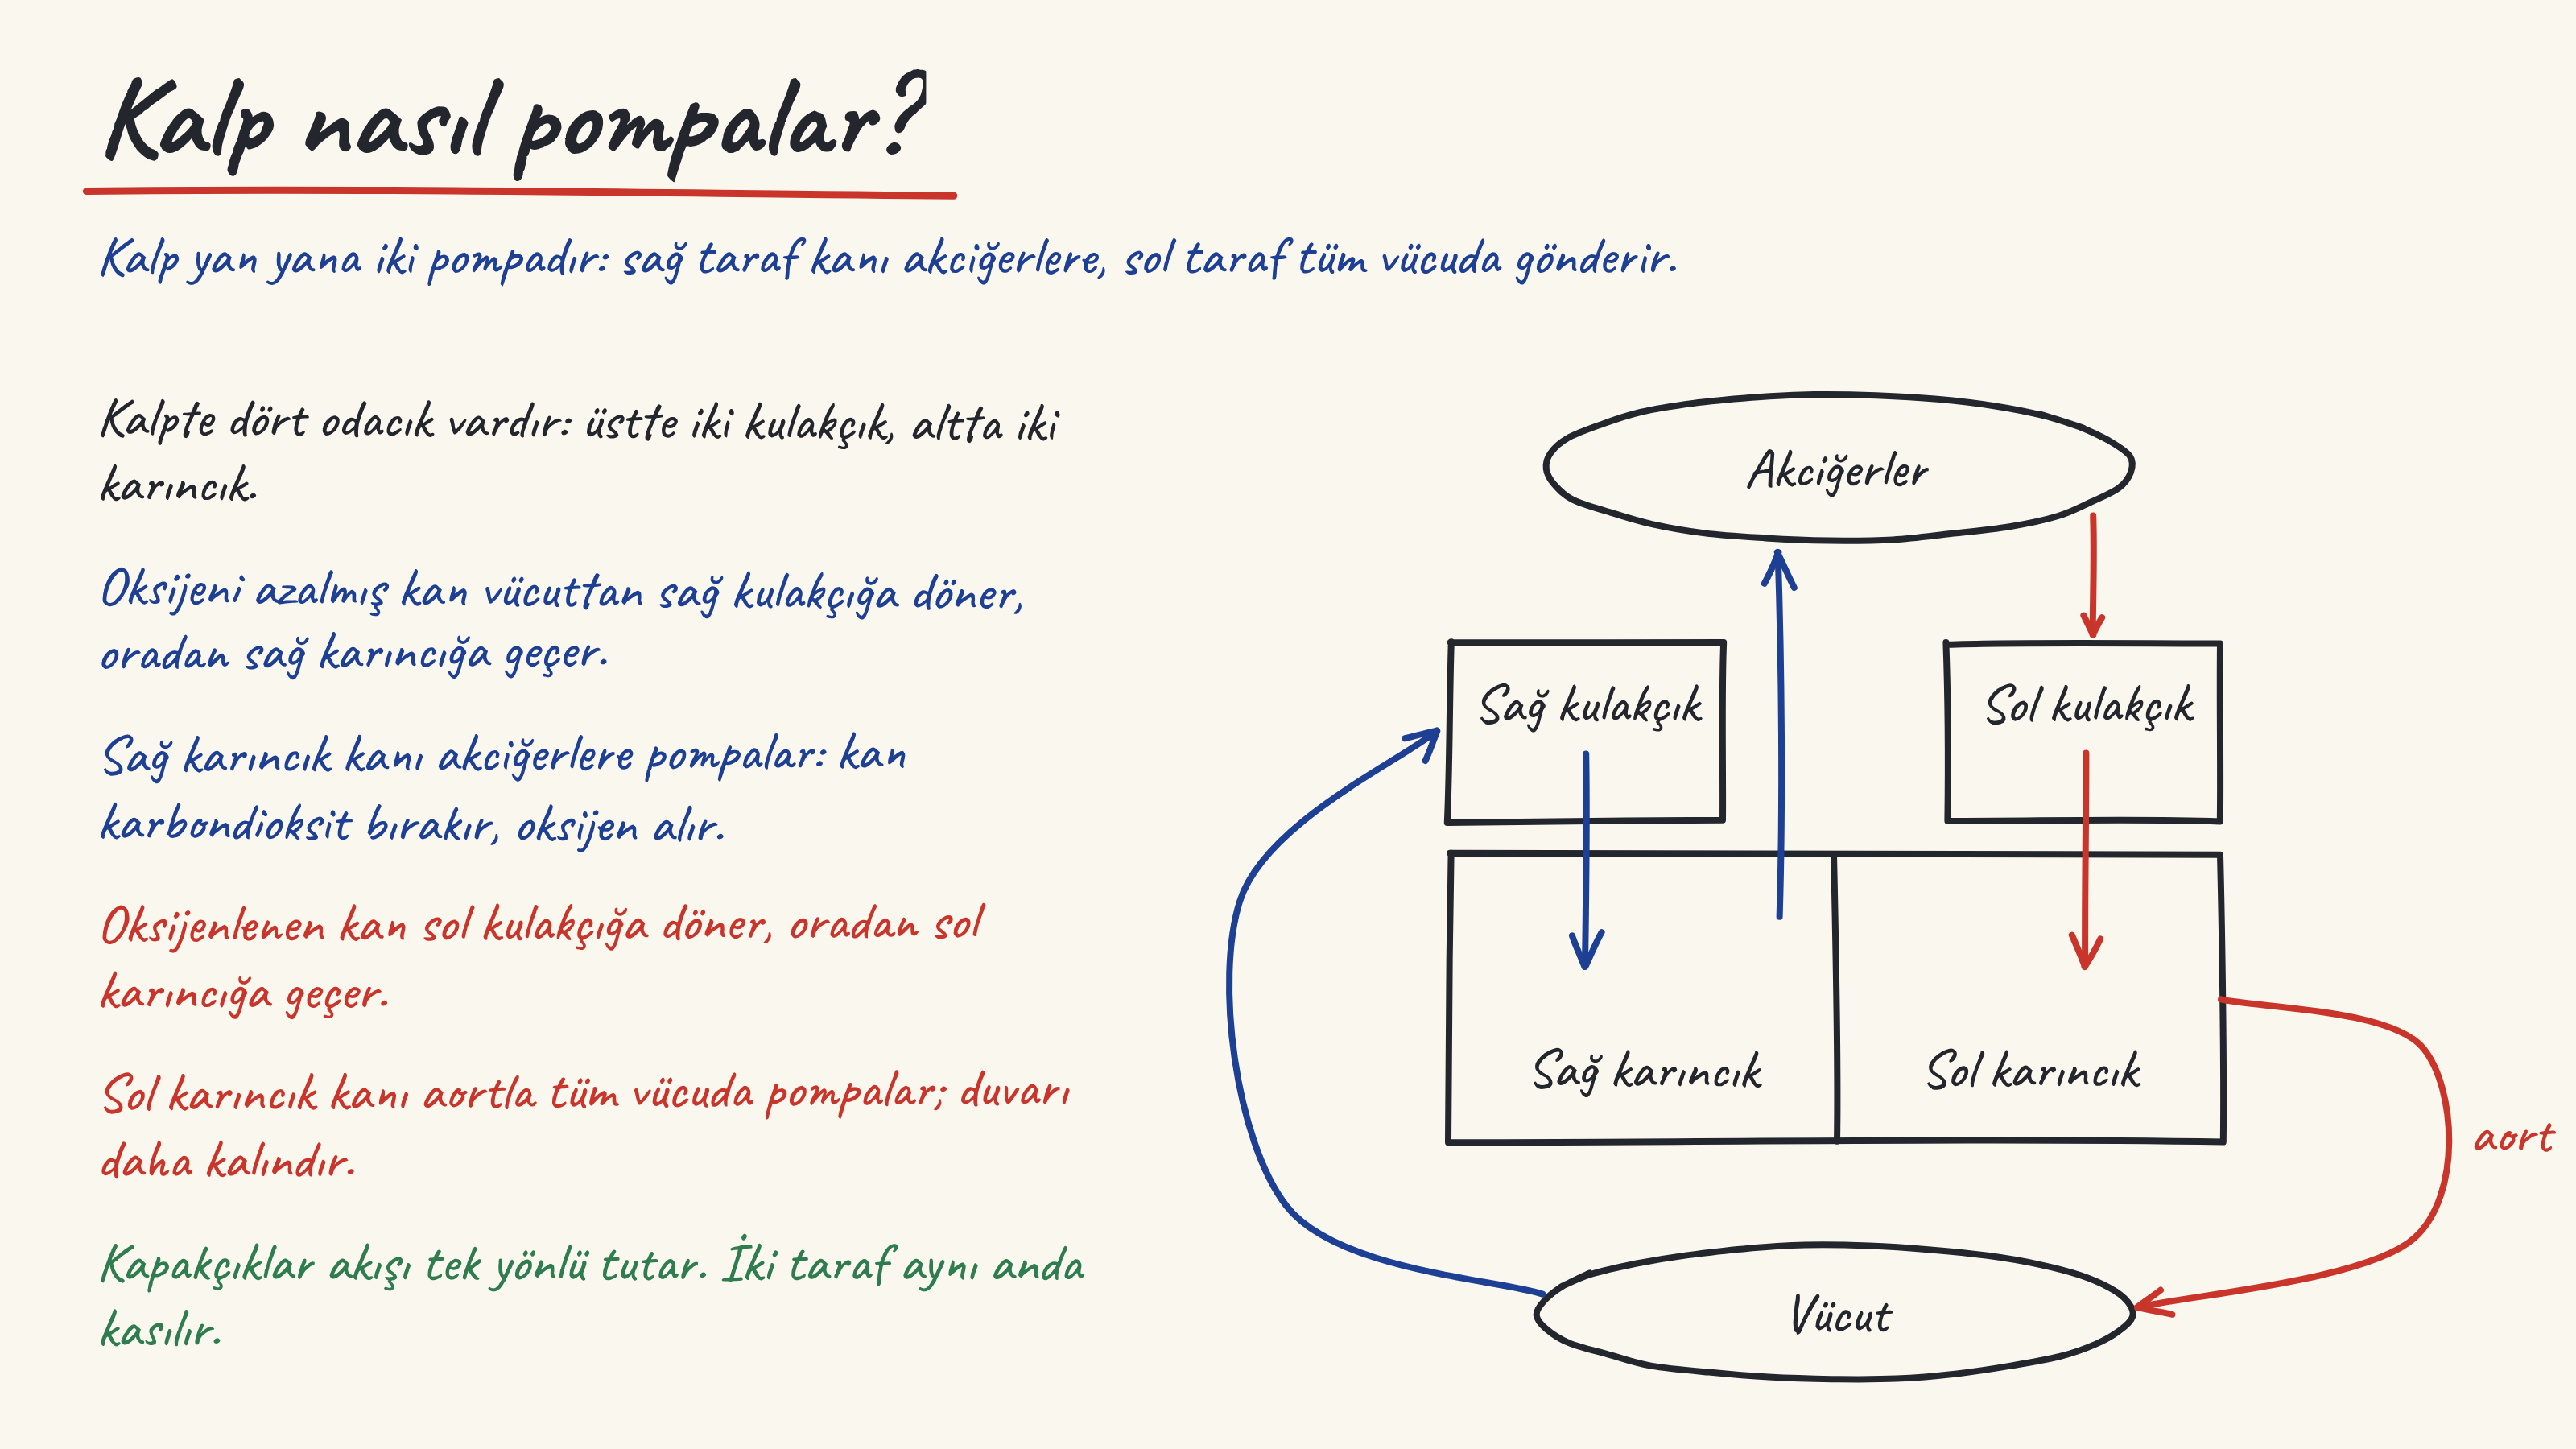 Kalp nasıl pompalar?
Kalp yan yana iki pompadır: sağ taraf kanı akciğerlere, sol taraf tüm vücuda gönderir.
Kalpte dört odacık vardır: üstte iki kulakçık, altta iki
karıncık.
Oksijeni azalmış kan vücuttan sağ kulakçığa döner,
oradan sağ karıncığa geçer.
Sağ karıncık kanı akciğerlere pompalar: kan
karbondioksit bırakır, oksijen alır.
Oksijenlenen kan sol kulakçığa döner, oradan sol
karıncığa geçer.
Sol karıncık kanı aortla tüm vücuda pompalar; duvarı
daha kalındır.
Kapakçıklar akışı tek yönlü tutar. İki taraf aynı anda
kasılır.
Akciğerler
Sağ kulakçık
Sol kulakçık
Sağ karıncık
Sol karıncık
aort
Vücut